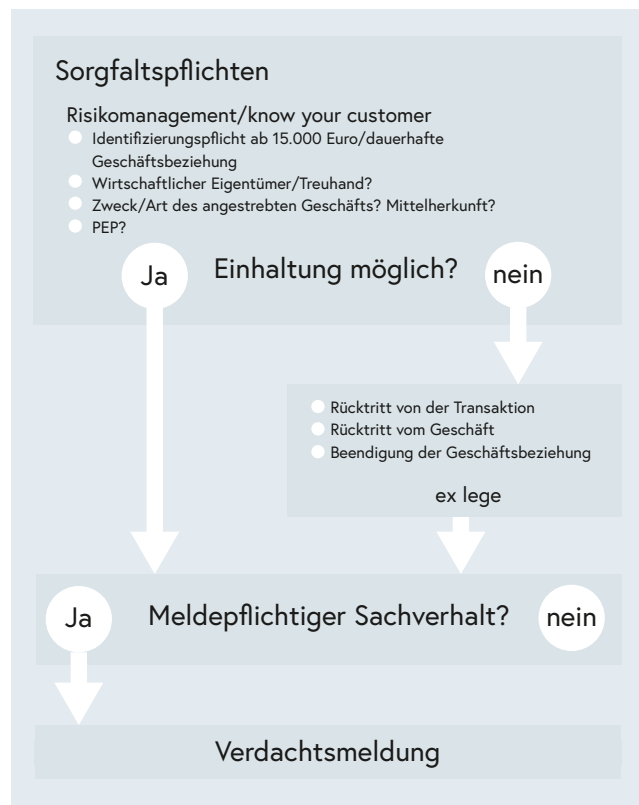 Sorgfaltspflichten
Risikomanagement/know your customer
Identifizierungspflicht ab 15.000 Euro/dauerhafte
Geschäftsbeziehung
Wirtschaftlicher Eigentümer/Treuhand?
Zweck/Art des angestrebten Geschäfts? Mittelherkunft?
PEP?
Ja
Einhaltung möglich?
nein
Rücktritt von der Transaktion
Rücktritt vom Geschäft
Beendigung der Geschäftsbeziehung
ex lege
Ja
Meldepflichtiger Sachverhalt?
nein
Verdachtsmeldung